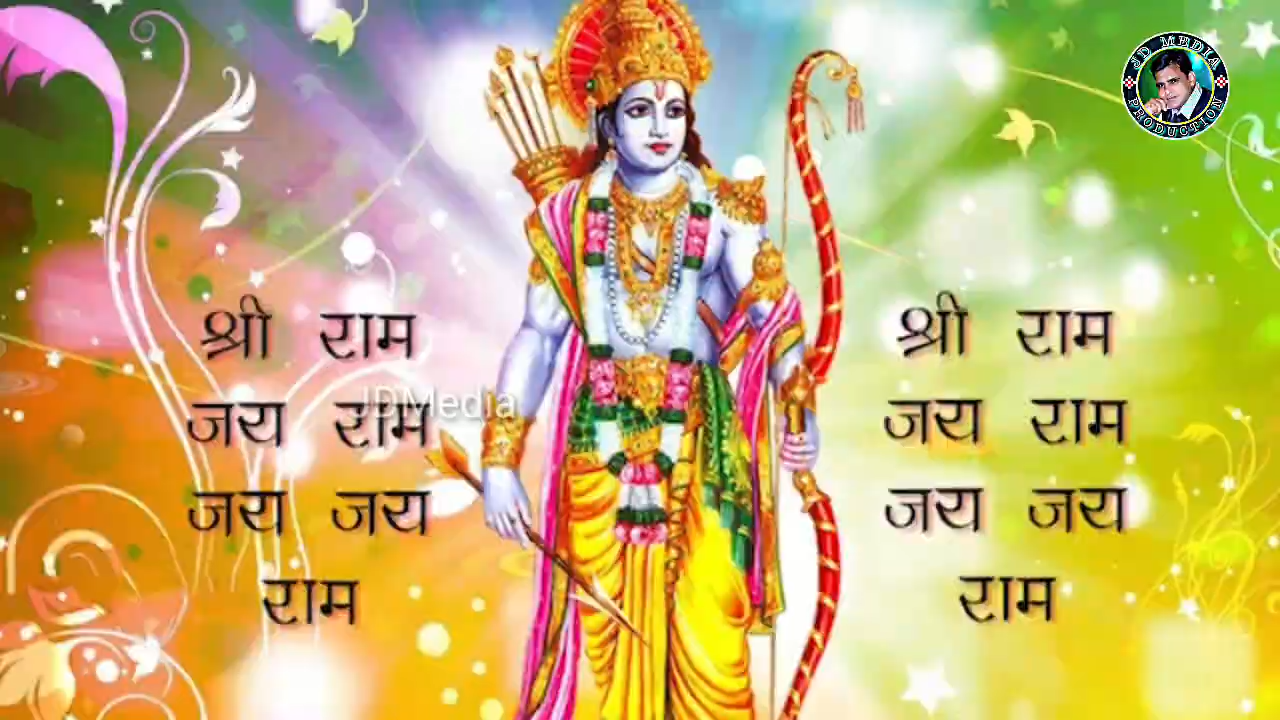 JD MEDIA
PRODUCTION
श्री राम
जय राम
जय जय
राम
JDMedia
श्री राम
जय राम
जय जय
राम